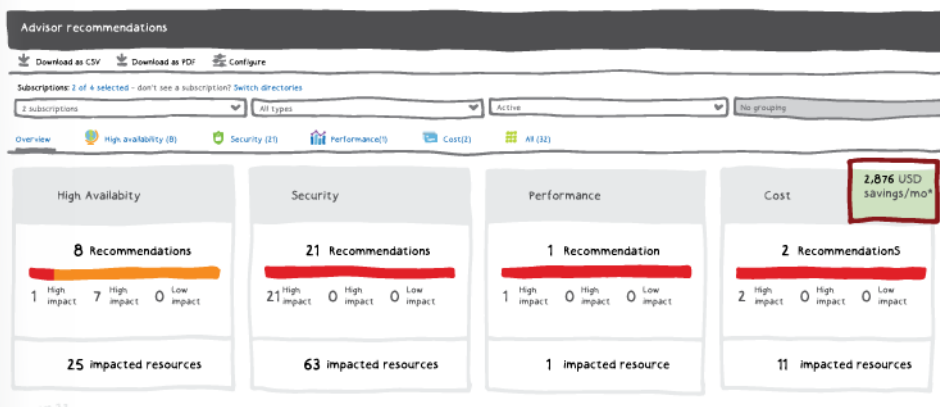 Advisor recommendations
Download as CSV Download as PDF Configure
Subscriptions: 2 of 4 selected - don't see a subscription? Switch directories
2 subscriptions All types Active No grouping
Overview High availability (8) Security (21) Performance(1) Cost(2) All (32)
High Availabity
8 Recommendations
1 High impact 7 High impact 0 Low impact
25 impacted resources
Security
21 Recommendations
21 High impact 0 High impact 0 Low impact
63 impacted resources
Performance
1 Recommendation
1 High impact 0 High impact 0 Low impact
1 impacted resource
Cost
2,876 USD
savings/mo*
2 RecommendationS
2 High impact 0 High impact 0 High impact
11 impacted resources